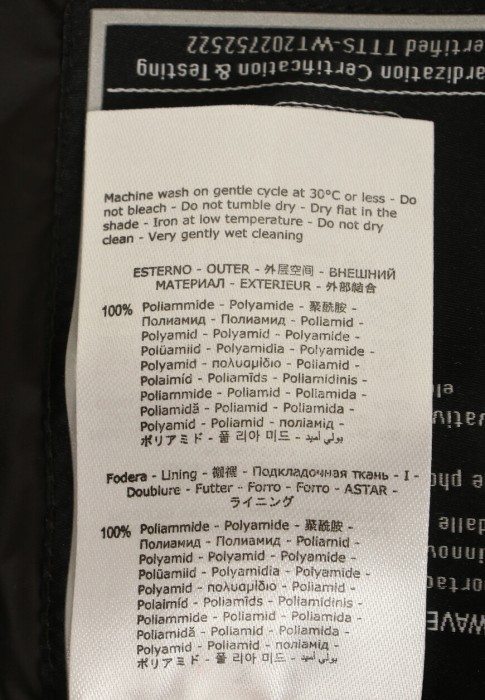 Certified TTTS-WT202752522
ardization Certification & Testing
Machine wash on gentle cycle at 30°C or less - Do
not bleach - Do not tumble dry - Dry flat in the
shade - Iron at low temperature - Do not dry
clean - Very gently wet cleaning
ESTERNO - OUTER - 外层空间 - ВНЕШНИЙ
МАТЕРИАЛ - EXTERIEUR - 外部結合
100% Poliammide - Polyamide - 聚酰胺 -
Полиамид - Полиамид - Poliamid -
Polyamid - Polyamid - Polyamide -
Polüamiid - Polyamidia - Polyamide -
Polyamid - πολυαμίδιο - Poliamid -
Polaimíd - Poliamīds - Poliamidinis -
Poliammide - Poliamid - Poliamida -
Poliamidă - Poliamid - Poliamida -
Polyamid - Poliamid - поліамід -
ポリアミド - 폴 리아 미드 - بولي أميد -
Fodera - Lining - 襯裡 - Подкладочная ткань - I -
Doublure - Futter - Forro - Forro - ASTAR -
ライニング
100% Poliammide - Polyamide - 聚酰胺 -
Полиамид - Полиамид - Poliamid -
Polyamid - Polyamid - Polyamide -
Polüamiid - Polyamidia - Polyamide -
Polyamid - πολυαμίδιο - Poliamid -
Polaimíd - Poliamīds - Poliamidinis -
Poliammide - Poliamid - Poliamida -
Poliamidă - Poliamid - Poliamida -
Polyamid - Poliamid - поліамід -
ポリアミド - 폴 리아 미드 - بولي أميد -